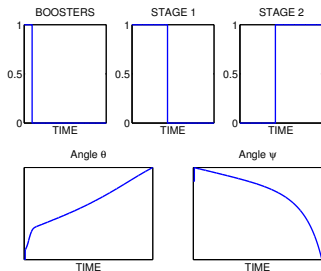 BOOSTERS
1
0.5
0
TIME
STAGE 1
1
0.5
0
TIME
STAGE 2
1
0.5
0
TIME
Angle θ
TIME
Angle ψ
TIME